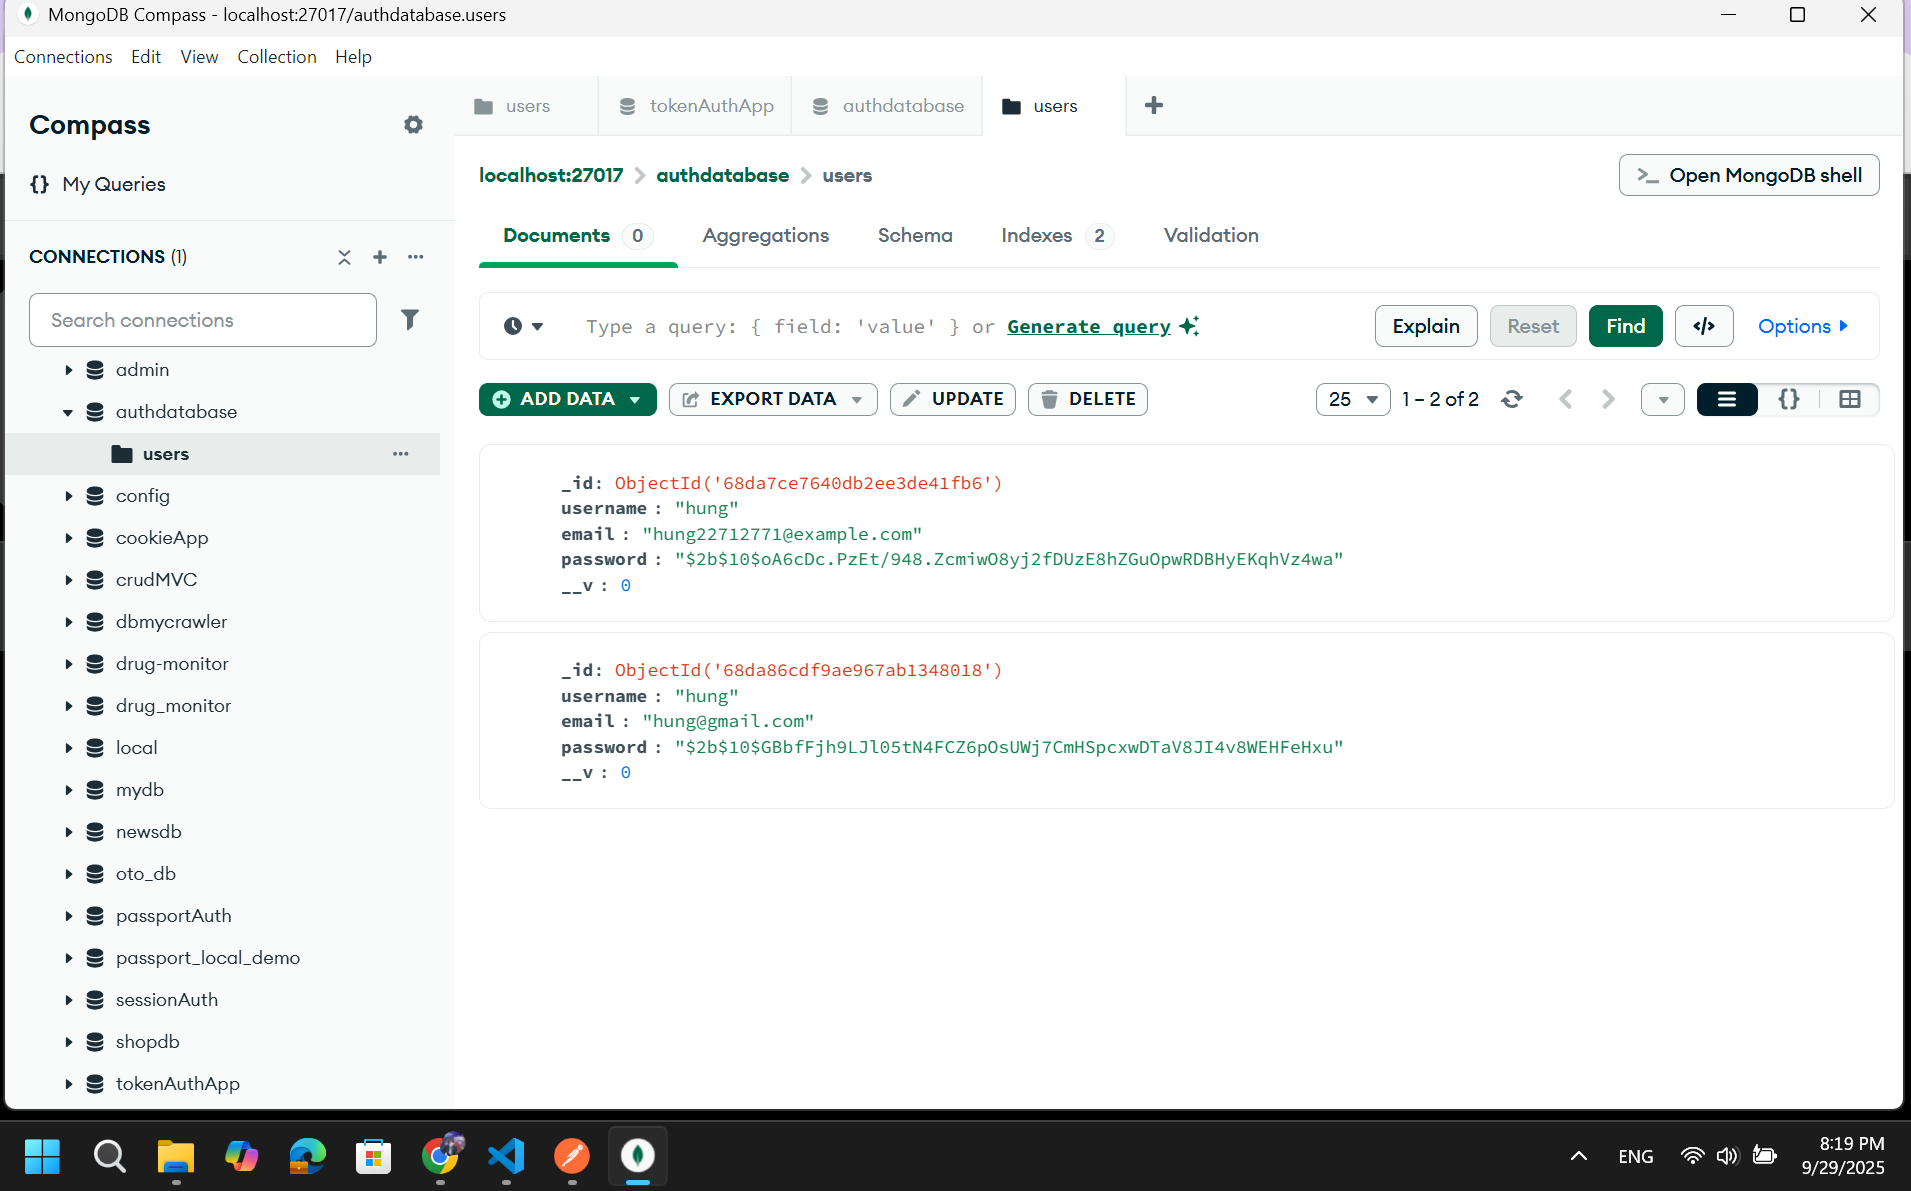 MongoDB Compass - localhost:27017/authdatabase.users
Connections Edit View Collection Help
Compass
{} My Queries
CONNECTIONS (1)
Search connections
admin
authdatabase
users
config
cookieApp
crudMVC
dbmycrawler
drug-monitor
drug_monitor
local
mydb
newsdb
oto_db
passportAuth
passport_local_demo
sessionAuth
shopdb
tokenAuthApp
users tokenAuthApp authdatabase users
localhost:27017 > authdatabase > users
>_ Open MongoDB shell
Documents 0 Aggregations Schema Indexes 2 Validation
Type a query: { field: 'value' } or Generate query
Explain Reset Find </> Options
ADD DATA EXPORT DATA UPDATE DELETE
25 1 – 2 of 2 {}
_id: ObjectId('68da7ce7640db2ee3de41fb6')
username : "hung"
email : "hung22712771@example.com"
password : "$2b$10$oA6cDc.PzEt/948.ZcmiwO8yj2fDUzE8hZGuOpwRDBHyEKqhVz4wa"
__v : 0
_id: ObjectId('68da86cdf9ae967ab1348018')
username : "hung"
email : "hung@gmail.com"
password : "$2b$10$GBbfFjh9LJl05tN4FCZ6pOsUWj7CmHSpcxwDTaV8JI4v8WEHFeHxu"
__v : 0
ENG
8:19 PM
9/29/2025